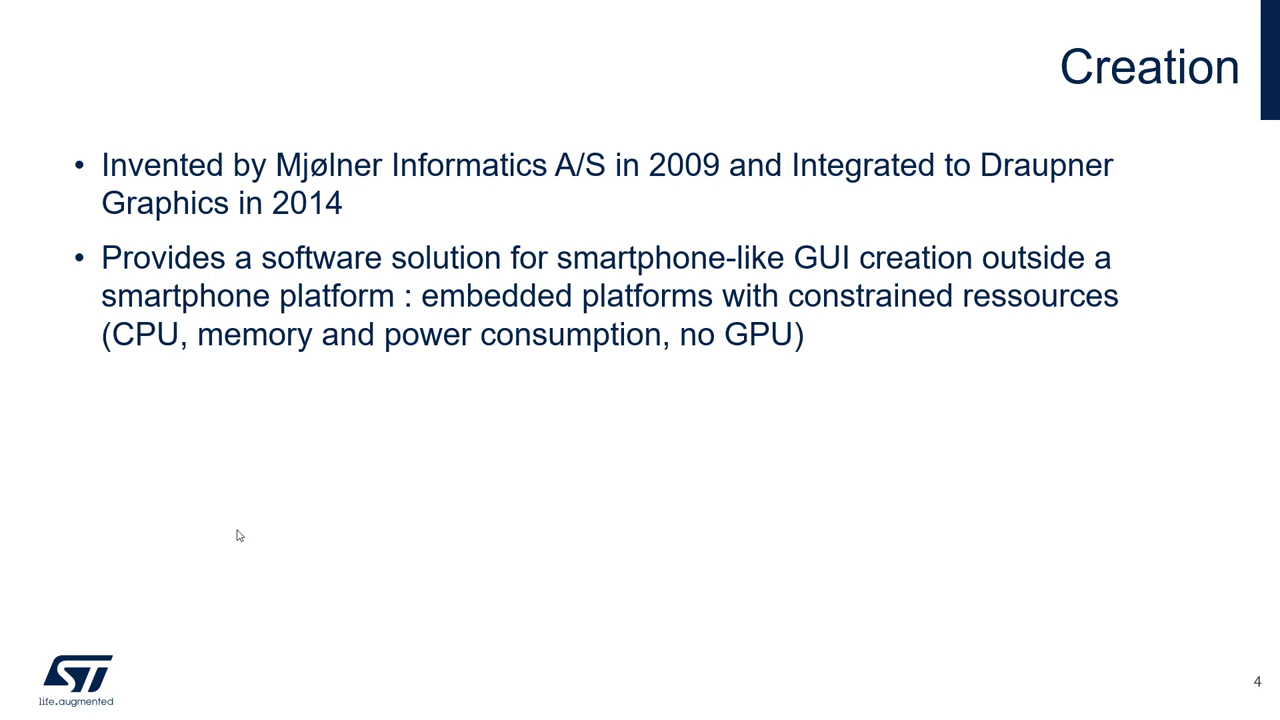 Creation
• Invented by Mjølner Informatics A/S in 2009 and Integrated to Draupner
Graphics in 2014
• Provides a software solution for smartphone-like GUI creation outside a
smartphone platform : embedded platforms with constrained ressources
(CPU, memory and power consumption, no GPU)
ST
life.augmented
4